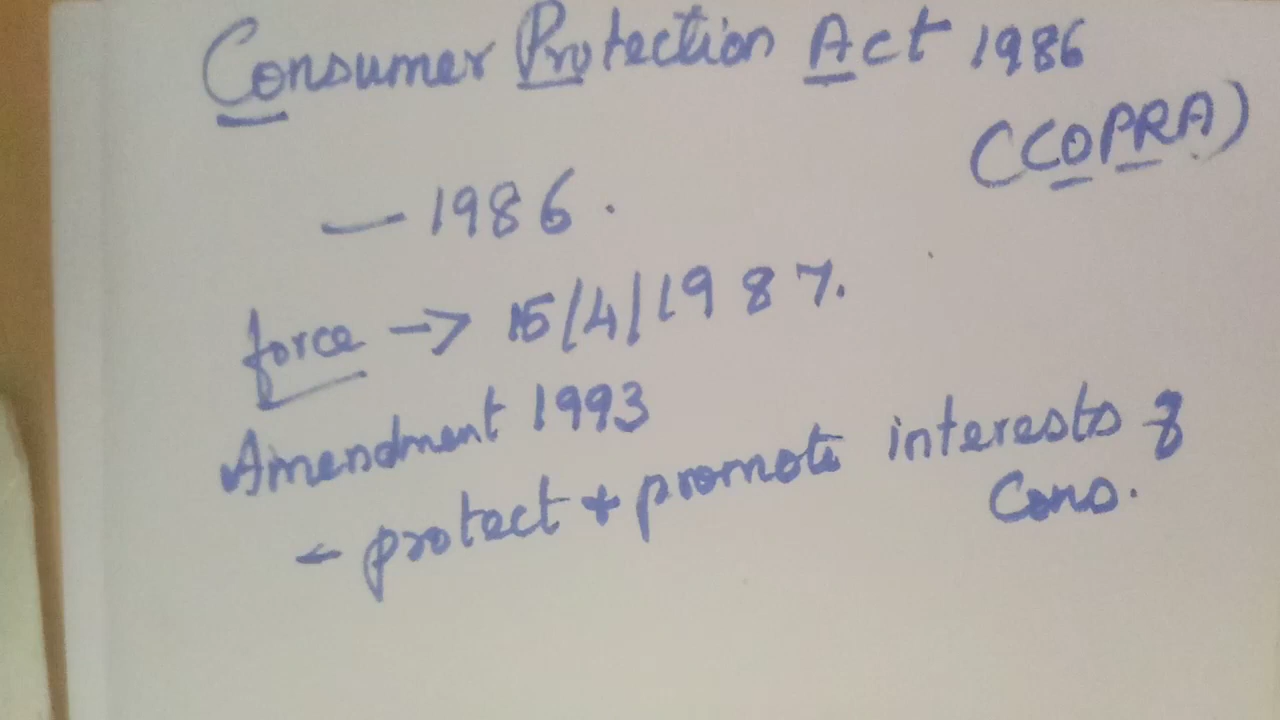 Consumer Protection Act 1986
(COPRA)
— 1986.
force → 15/4/1987.
Amendment 1993
- protect + promote interests of
Cons.